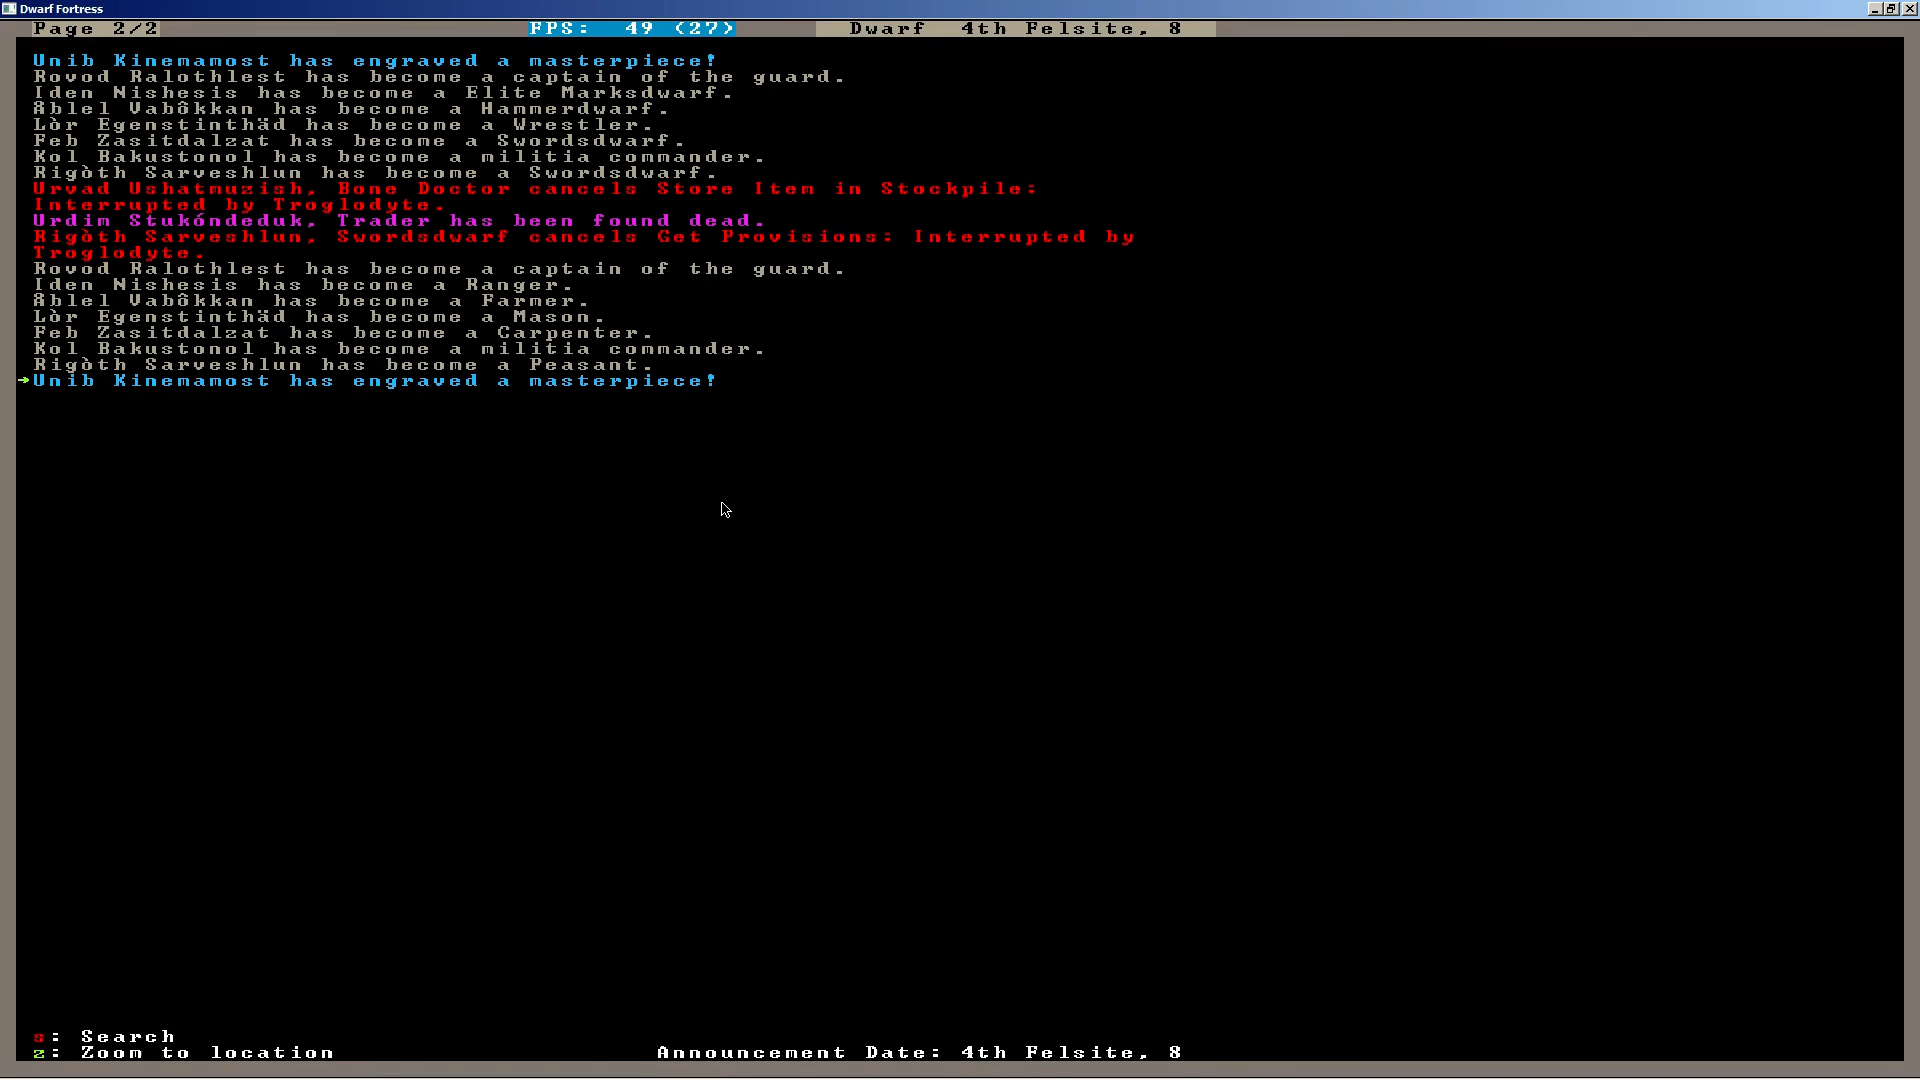 Dwarf Fortress
Page 2/2 FPS: 49 (27) Dwarf 4th Felsite, 8
Unib Kinemamost has engraved a masterpiece!
Rovod Ralothlest has become a captain of the guard.
Iden Nishesis has become a Elite Marksdwarf.
Âblel Vabôkkan has become a Hammerdwarf.
Lòr Egenstinthäd has become a Wrestler.
Feb Zasitdalzat has become a Swordsdwarf.
Kol Bakustonol has become a militia commander.
Rigòth Sarveshlun has become a Swordsdwarf.
Urvad Ushatmuzish, Bone Doctor cancels Store Item in Stockpile:
Interrupted by Troglodyte.
Urdim Stukóndeduk, Trader has been found dead.
Rigòth Sarveshlun, Swordsdwarf cancels Get Provisions: Interrupted by
Troglodyte.
Rovod Ralothlest has become a captain of the guard.
Iden Nishesis has become a Ranger.
Âblel Vabôkkan has become a Farmer.
Lòr Egenstinthäd has become a Mason.
Feb Zasitdalzat has become a Carpenter.
Kol Bakustonol has become a militia commander.
Rigòth Sarveshlun has become a Peasant.
→Unib Kinemamost has engraved a masterpiece!
s: Search
z: Zoom to location Announcement Date: 4th Felsite, 8